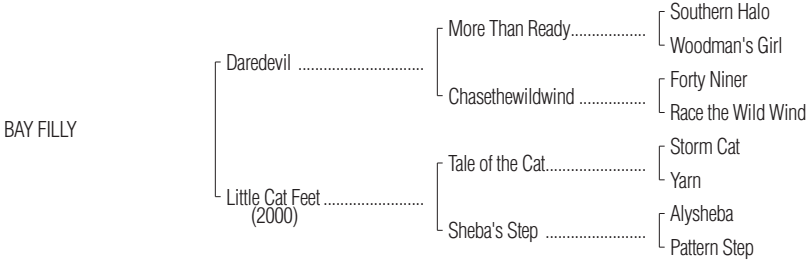 Southern Halo
More Than Ready..................
Woodman's Girl
Daredevil ..............................
Forty Niner
Chasethewildwind ................
Race the Wild Wind
BAY FILLY
Storm Cat
Tale of the Cat........................
Yarn
Little Cat Feet ........................
(2000)
Alysheba
Sheba's Step ........................
Pattern Step